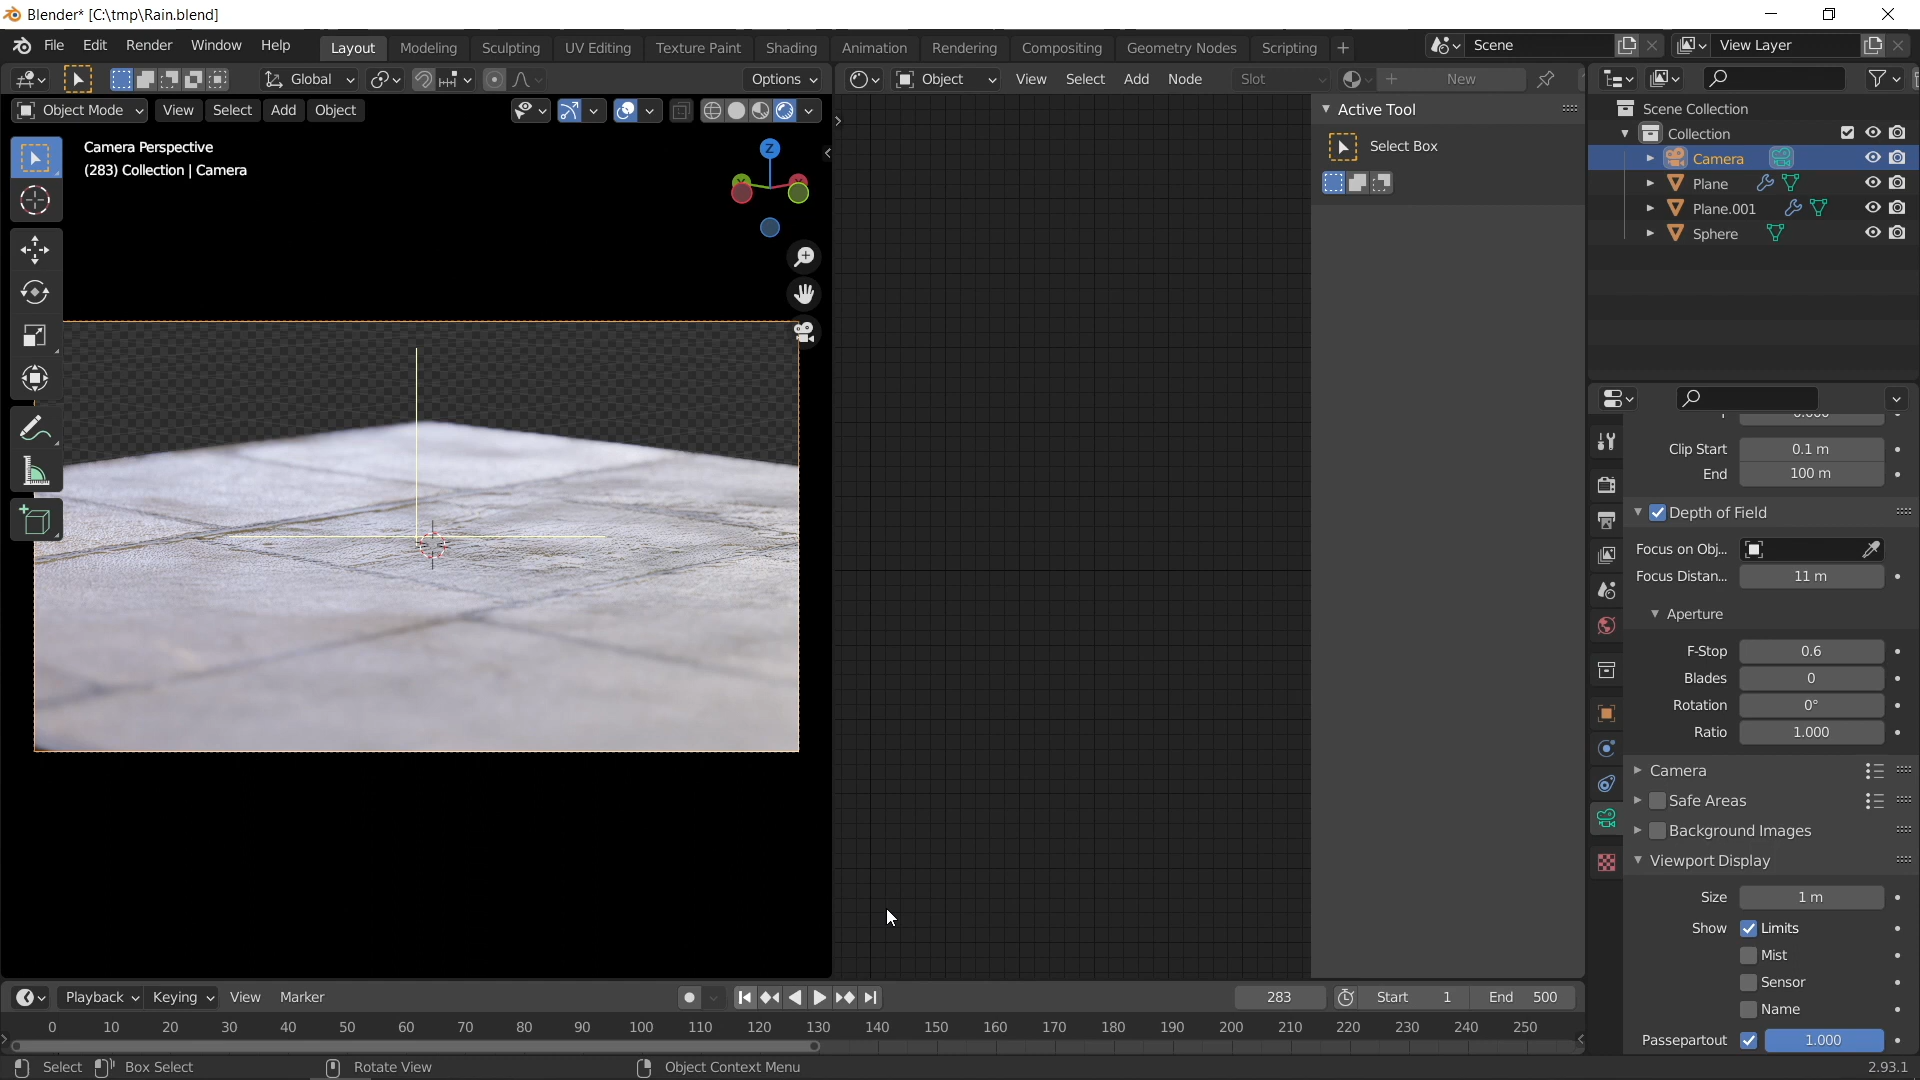 Blender* [C:\tmp\Rain.blend]
File Edit Render Window Help Layout Modeling Sculpting UV Editing Texture Paint Shading Animation Rendering Compositing Geometry Nodes Scripting + Scene View Layer
Global Options Object View Select Add Node Slot New
Object Mode View Select Add Object
Camera Perspective
(283) Collection | Camera
Z
Active Tool
Select Box
Scene Collection
Collection
Camera
Plane
Plane.001
Sphere
Clip Start 0.1 m
End 100 m
Depth of Field
Focus on Obj...
Focus Distan... 11 m
Aperture
F-Stop 0.6
Blades 0
Rotation 0°
Ratio 1.000
Camera
Safe Areas
Background Images
Viewport Display
Size 1 m
Show Limits
Mist
Sensor
Name
Passepartout 1.000
Playback Keying View Marker 283 Start 1 End 500
0 10 20 30 40 50 60 70 80 90 100 110 120 130 140 150 160 170 180 190 200 210 220 230 240 250
Select Box Select Rotate View Object Context Menu 2.93.1